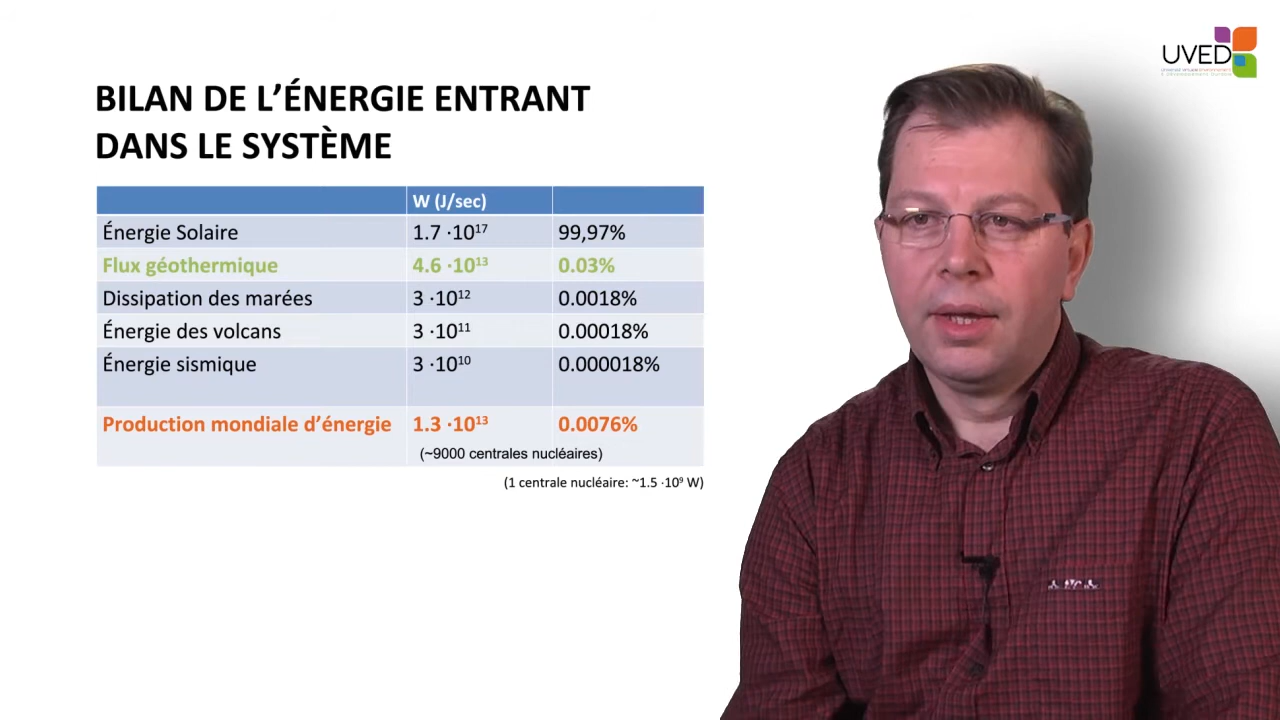 UVED
BILAN DE L'ÉNERGIE ENTRANT
DANS LE SYSTÈME
W (J/sec)
Énergie Solaire 1.7 ·10¹⁷ 99,97%
Flux géothermique 4.6 ·10¹³ 0.03%
Dissipation des marées 3 ·10¹² 0.0018%
Énergie des volcans 3 ·10¹¹ 0.00018%
Énergie sismique 3 ·10¹⁰ 0.000018%
Production mondiale d'énergie 1.3 ·10¹³ 0.0076%
(~9000 centrales nucléaires)
(1 centrale nucléaire: ~1.5 ·10⁹ W)